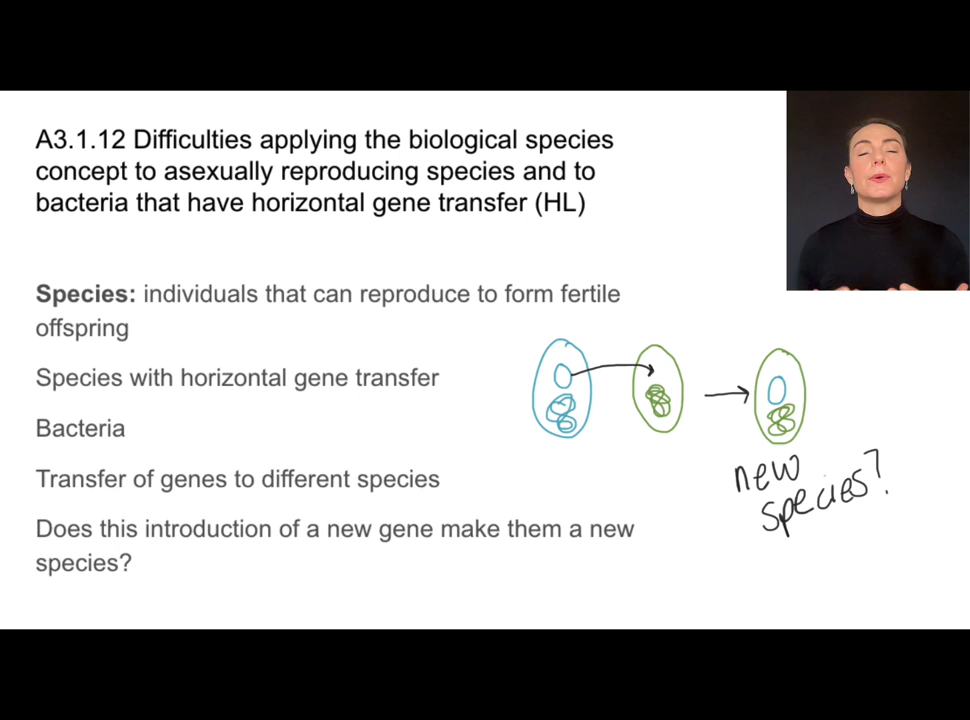 A3.1.12 Difficulties applying the biological species
concept to asexually reproducing species and to
bacteria that have horizontal gene transfer (HL)
Species: individuals that can reproduce to form fertile
offspring
Species with horizontal gene transfer
Bacteria
Transfer of genes to different species
Does this introduction of a new gene make them a new
species?
new
species?